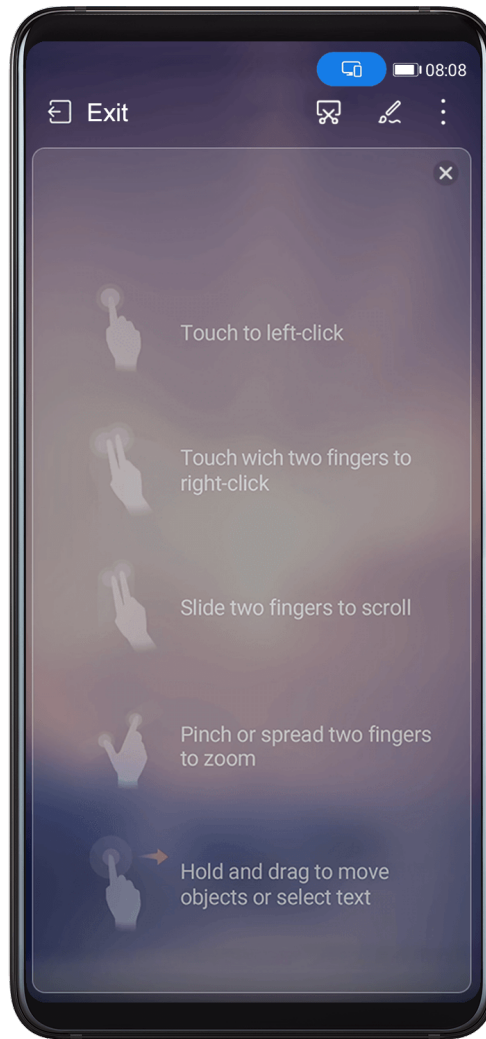 08:08
Exit
Touch to left-click
Touch wich two fingers to
right-click
Slide two fingers to scroll
Pinch or spread two fingers
to zoom
Hold and drag to move
objects or select text